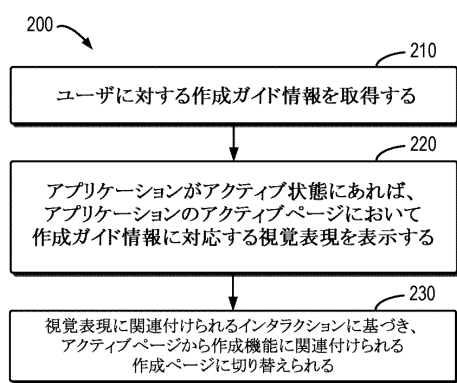 200
210
ユーザに対する作成ガイド情報を取得する
220
アプリケーションがアクティブ状態にあれば、
アプリケーションのアクティブページにおいて
作成ガイド情報に対応する視覚表現を表示する
230
視覚表現に関連付けられるインタラクションに基づき、
アクティブページから作成機能に関連付けられる
作成ページに切り替えられる